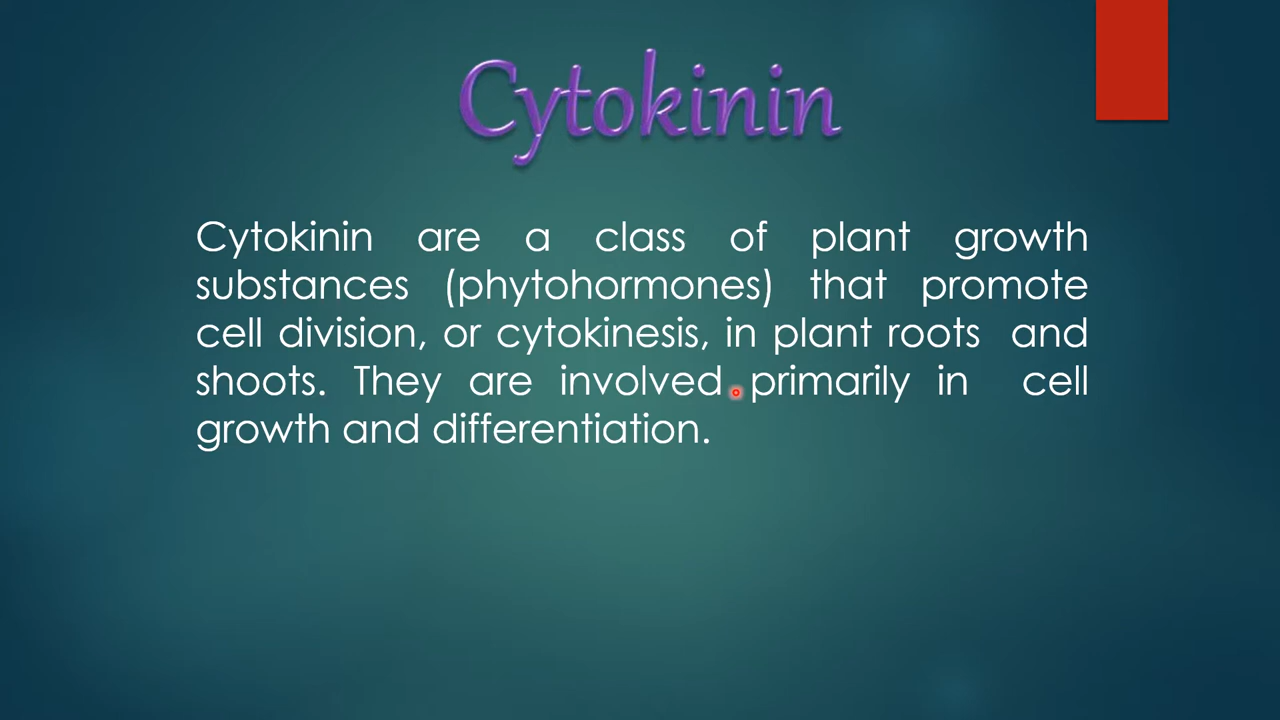 Cytokinin
Cytokinin are a class of plant growth
substances (phytohormones) that promote
cell division, or cytokinesis, in plant roots and
shoots. They are involved primarily in cell
growth and differentiation.